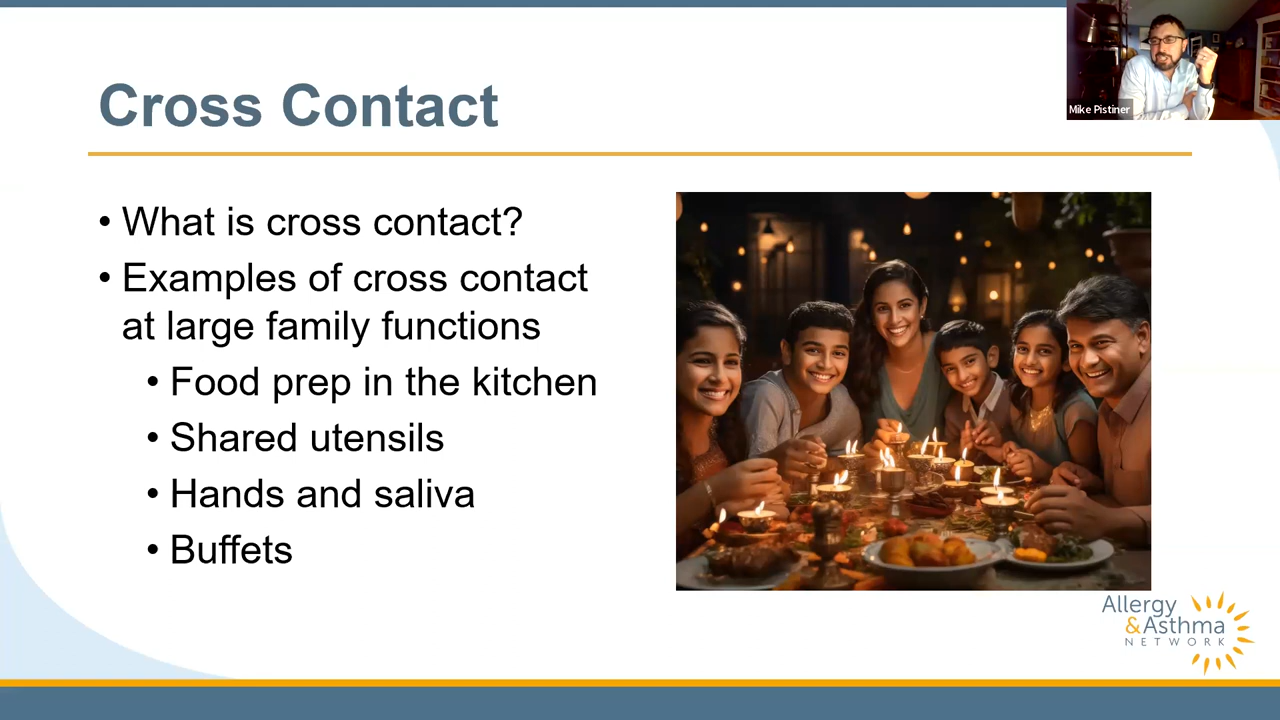 Cross Contact
Mike Pistiner
• What is cross contact?
• Examples of cross contact
at large family functions
• Food prep in the kitchen
• Shared utensils
• Hands and saliva
• Buffets
Allergy
&Asthma
NETWORK